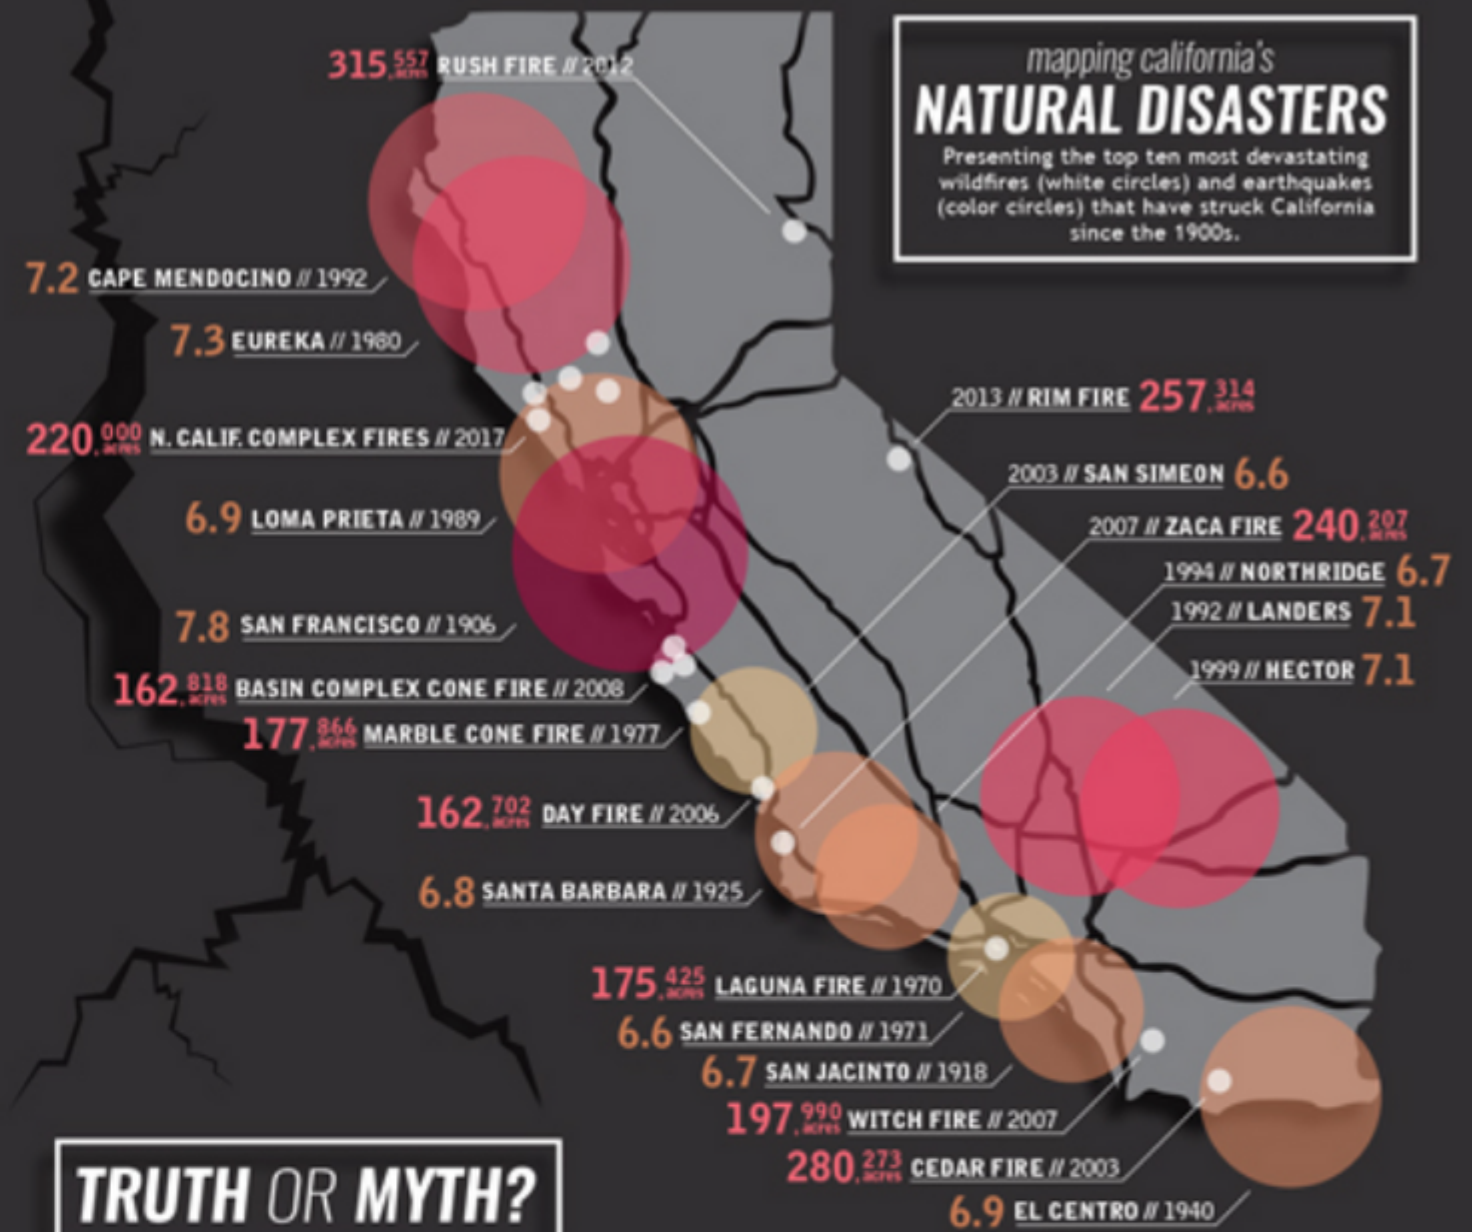 mapping california's
NATURAL DISASTERS
Presenting the top ten most devastating
wildfires (white circles) and earthquakes
(color circles) that have struck California
since the 1900s.
315,557 acres RUSH FIRE // 2012
7.2 CAPE MENDOCINO // 1992
7.3 EUREKA // 1980
220,000 acres N. CALIF. COMPLEX FIRES // 2017
6.9 LOMA PRIETA // 1989
7.8 SAN FRANCISCO // 1906
162,818 acres BASIN COMPLEX CONE FIRE // 2008
177,866 acres MARBLE CONE FIRE // 1977
162,702 acres DAY FIRE // 2006
6.8 SANTA BARBARA // 1925
2013 // RIM FIRE 257,314 acres
2003 // SAN SIMEON 6.6
2007 // ZACA FIRE 240,207 acres
1994 // NORTHRIDGE 6.7
1992 // LANDERS 7.1
1999 // HECTOR 7.1
175,425 acres LAGUNA FIRE // 1970
6.6 SAN FERNANDO // 1971
6.7 SAN JACINTO // 1918
197,990 acres WITCH FIRE // 2007
280,273 acres CEDAR FIRE // 2003
6.9 EL CENTRO // 1940
TRUTH OR MYTH?